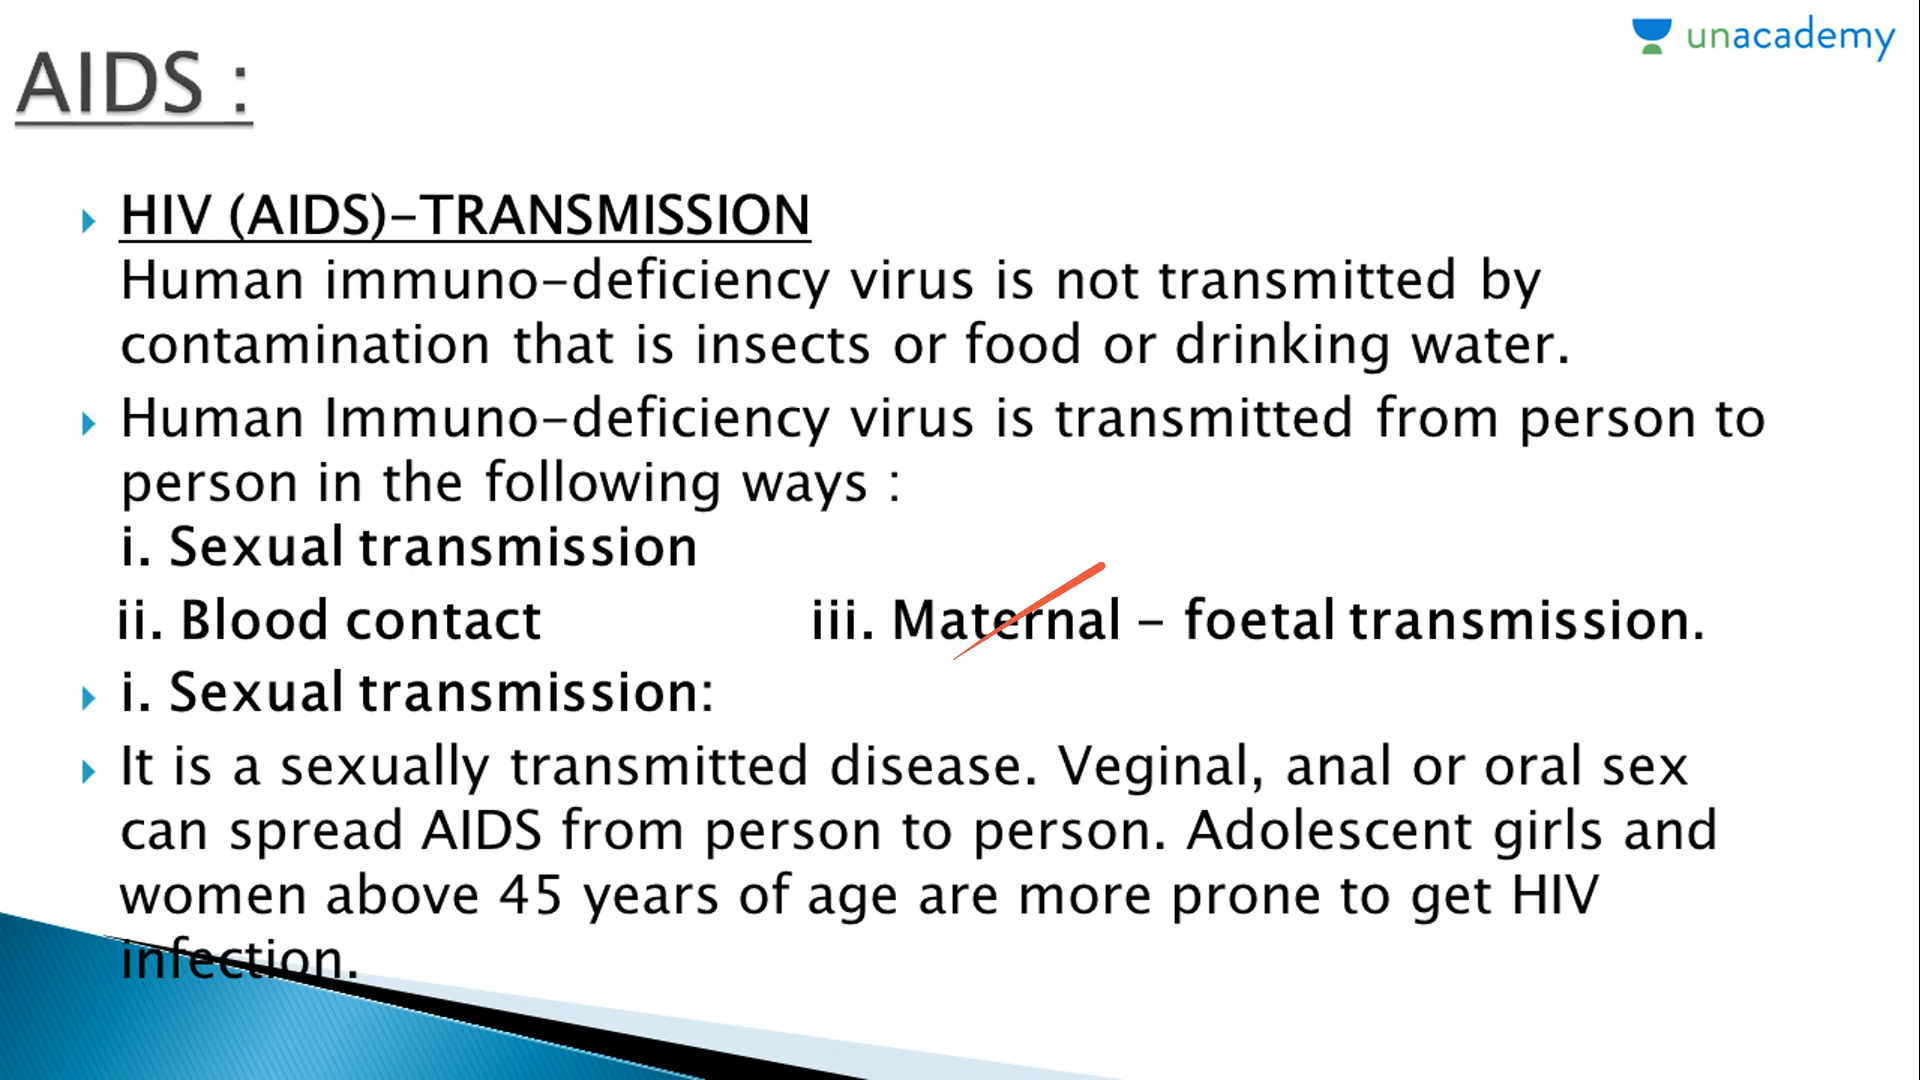 unacademy
AIDS :
HIV (AIDS)-TRANSMISSION
Human immuno-deficiency virus is not transmitted by
contamination that is insects or food or drinking water.
Human Immuno-deficiency virus is transmitted from person to
person in the following ways :
i. Sexual transmission
ii. Blood contact iii. Maternal - foetal transmission.
i. Sexual transmission:
It is a sexually transmitted disease. Veginal, anal or oral sex
can spread AIDS from person to person. Adolescent girls and
women above 45 years of age are more prone to get HIV
infection.